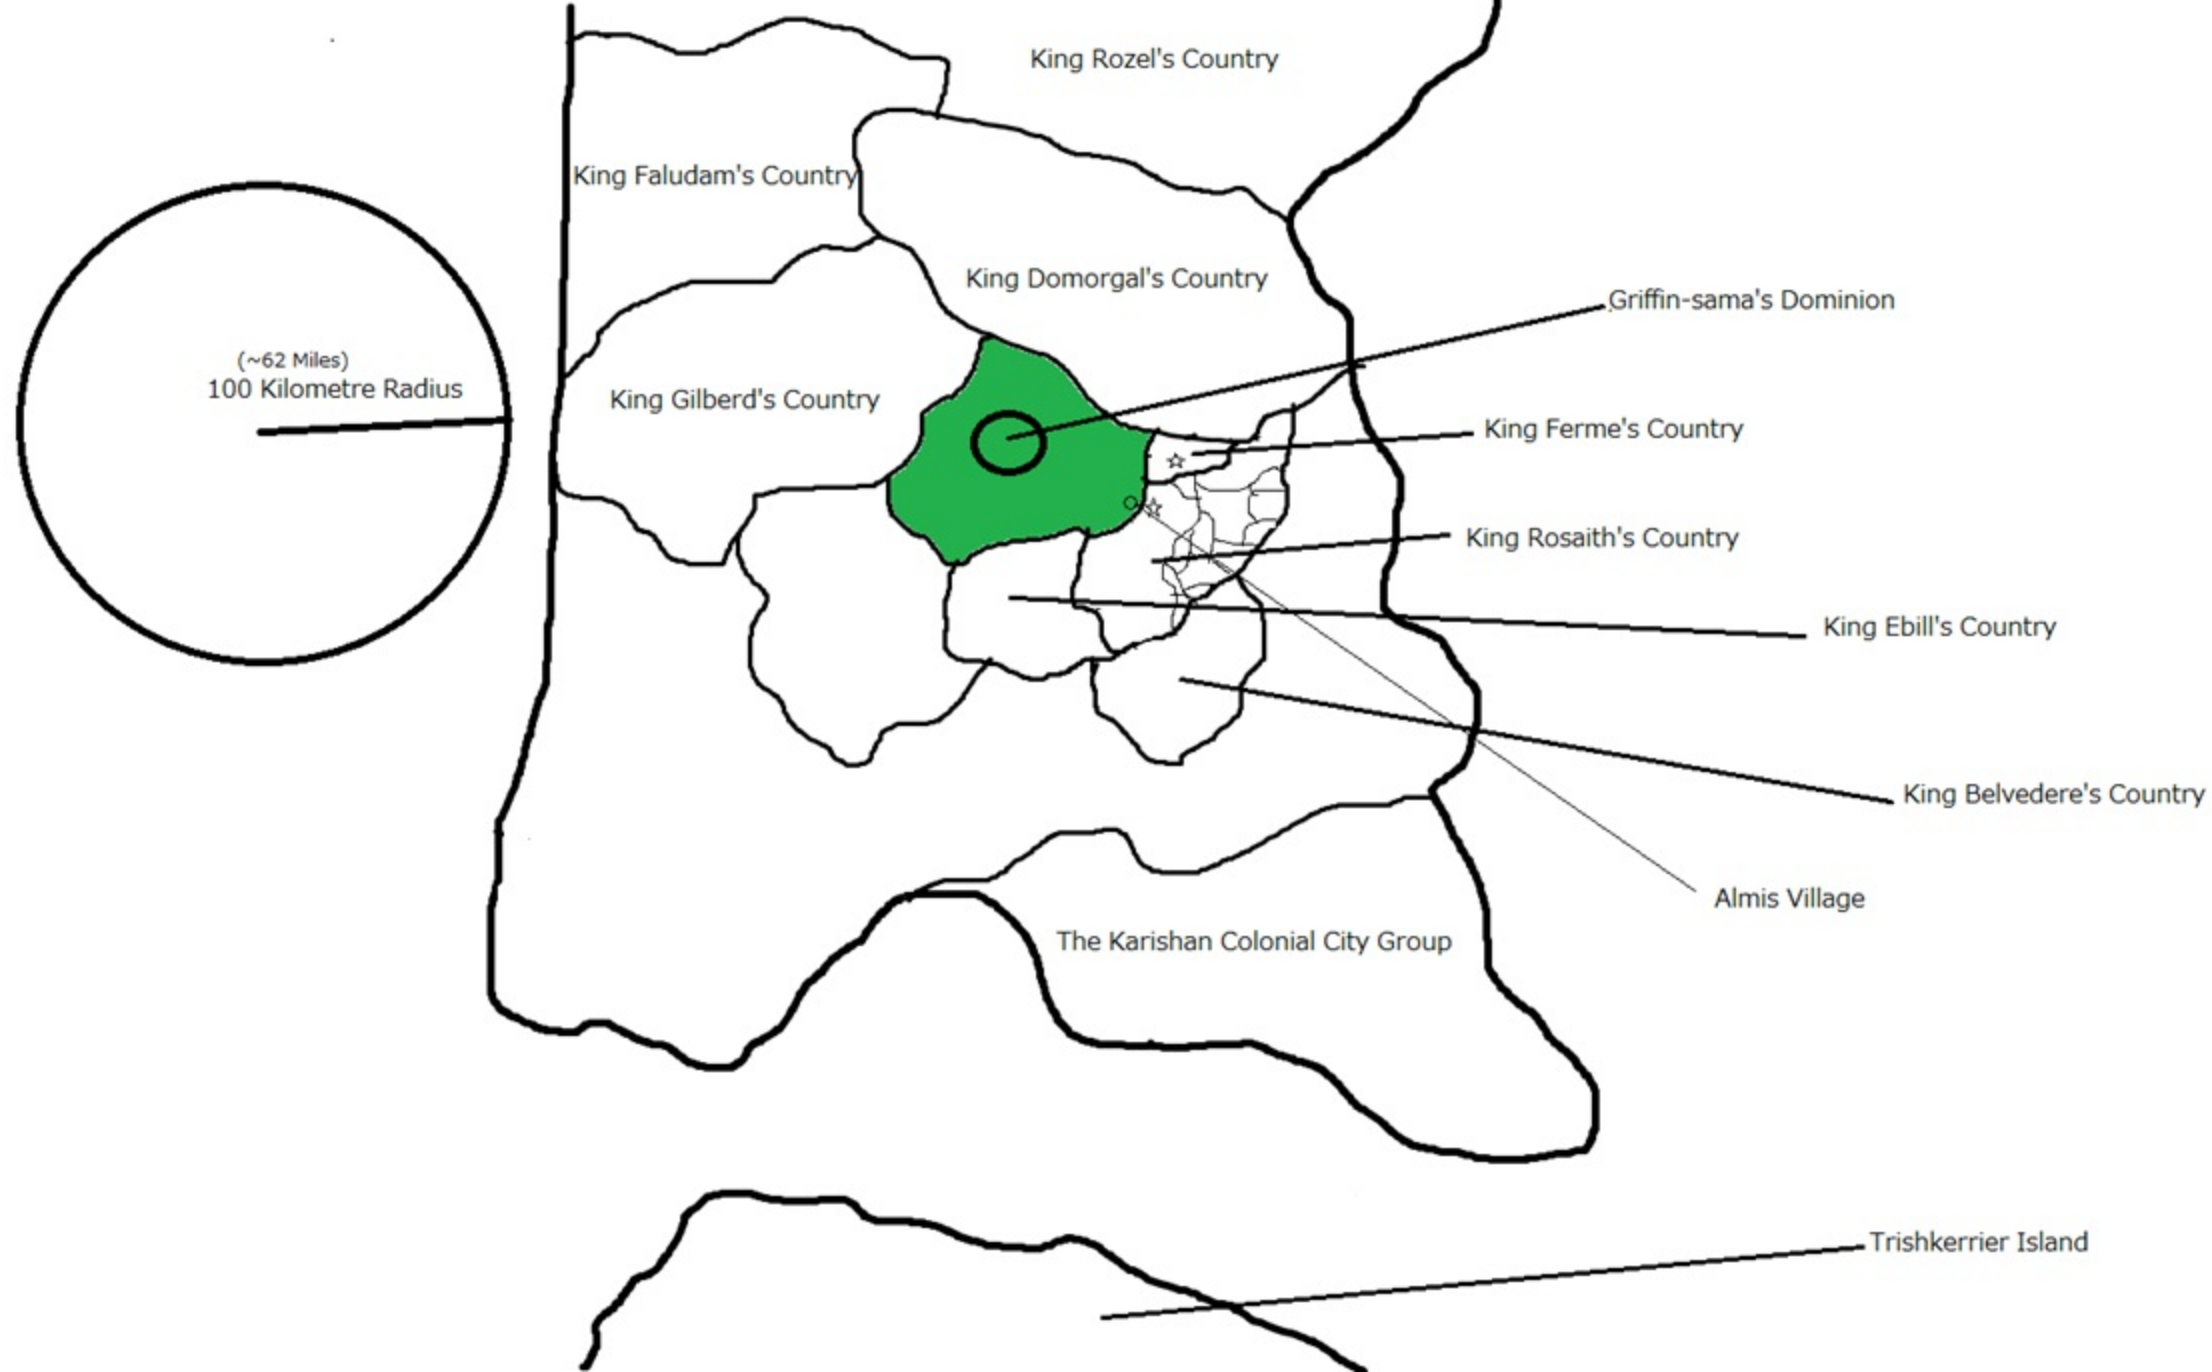 King Rozel's Country
King Faludam's Country
King Domorgal's Country
Griffin-sama's Dominion
(~62 Miles)
100 Kilometre Radius
King Gilberd's Country
King Ferme's Country
King Rosaith's Country
King Ebill's Country
King Belvedere's Country
Almis Village
The Karishan Colonial City Group
Trishkerrier Island